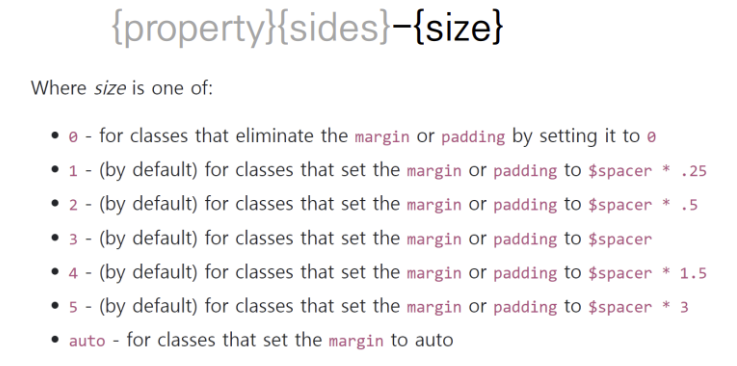 {property}{sides}–{size}
Where size is one of:
• 0 - for classes that eliminate the margin or padding by setting it to 0
• 1 - (by default) for classes that set the margin or padding to $spacer * .25
• 2 - (by default) for classes that set the margin or padding to $spacer * .5
• 3 - (by default) for classes that set the margin or padding to $spacer
• 4 - (by default) for classes that set the margin or padding to $spacer * 1.5
• 5 - (by default) for classes that set the margin or padding to $spacer * 3
• auto - for classes that set the margin to auto